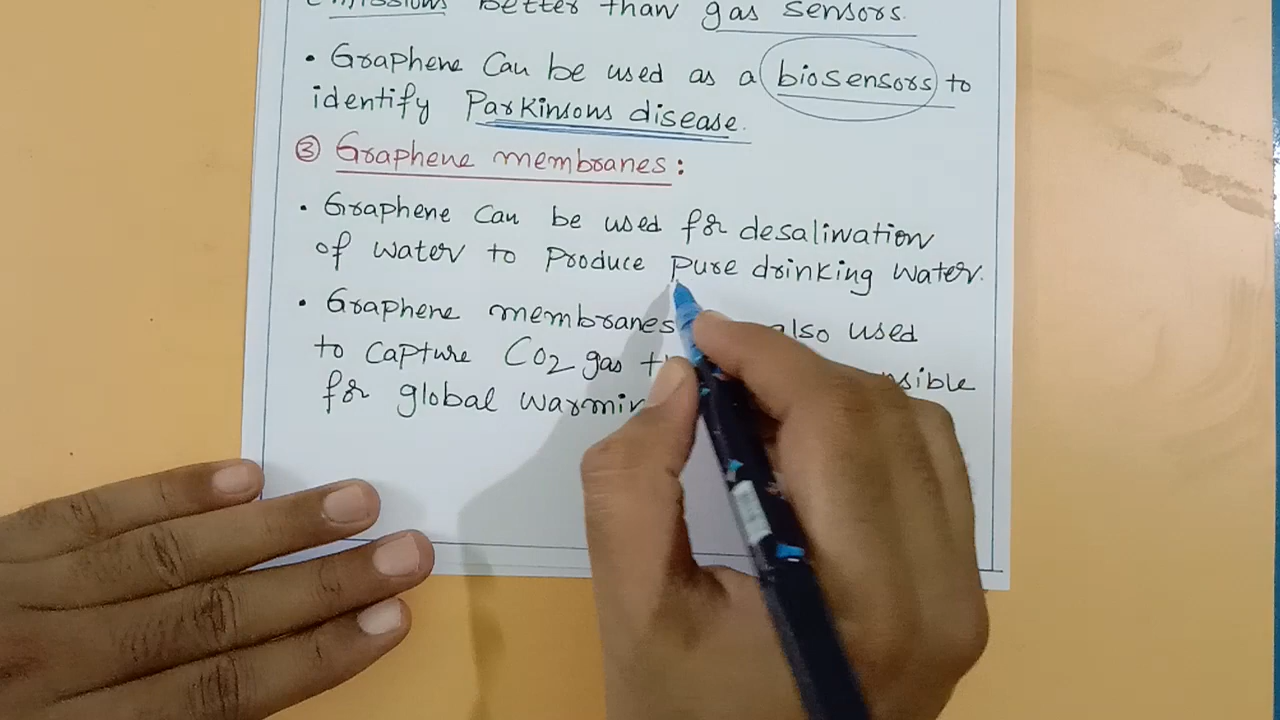 better than gas sensors.
• Graphene Can be used as a biosensors to
identify Parkinsons disease.
③ Graphene membranes:
• Graphene Can be used for desalination
of water to Produce pure drinking water.
• Graphene membranes also used
to capture CO2 gas
for global